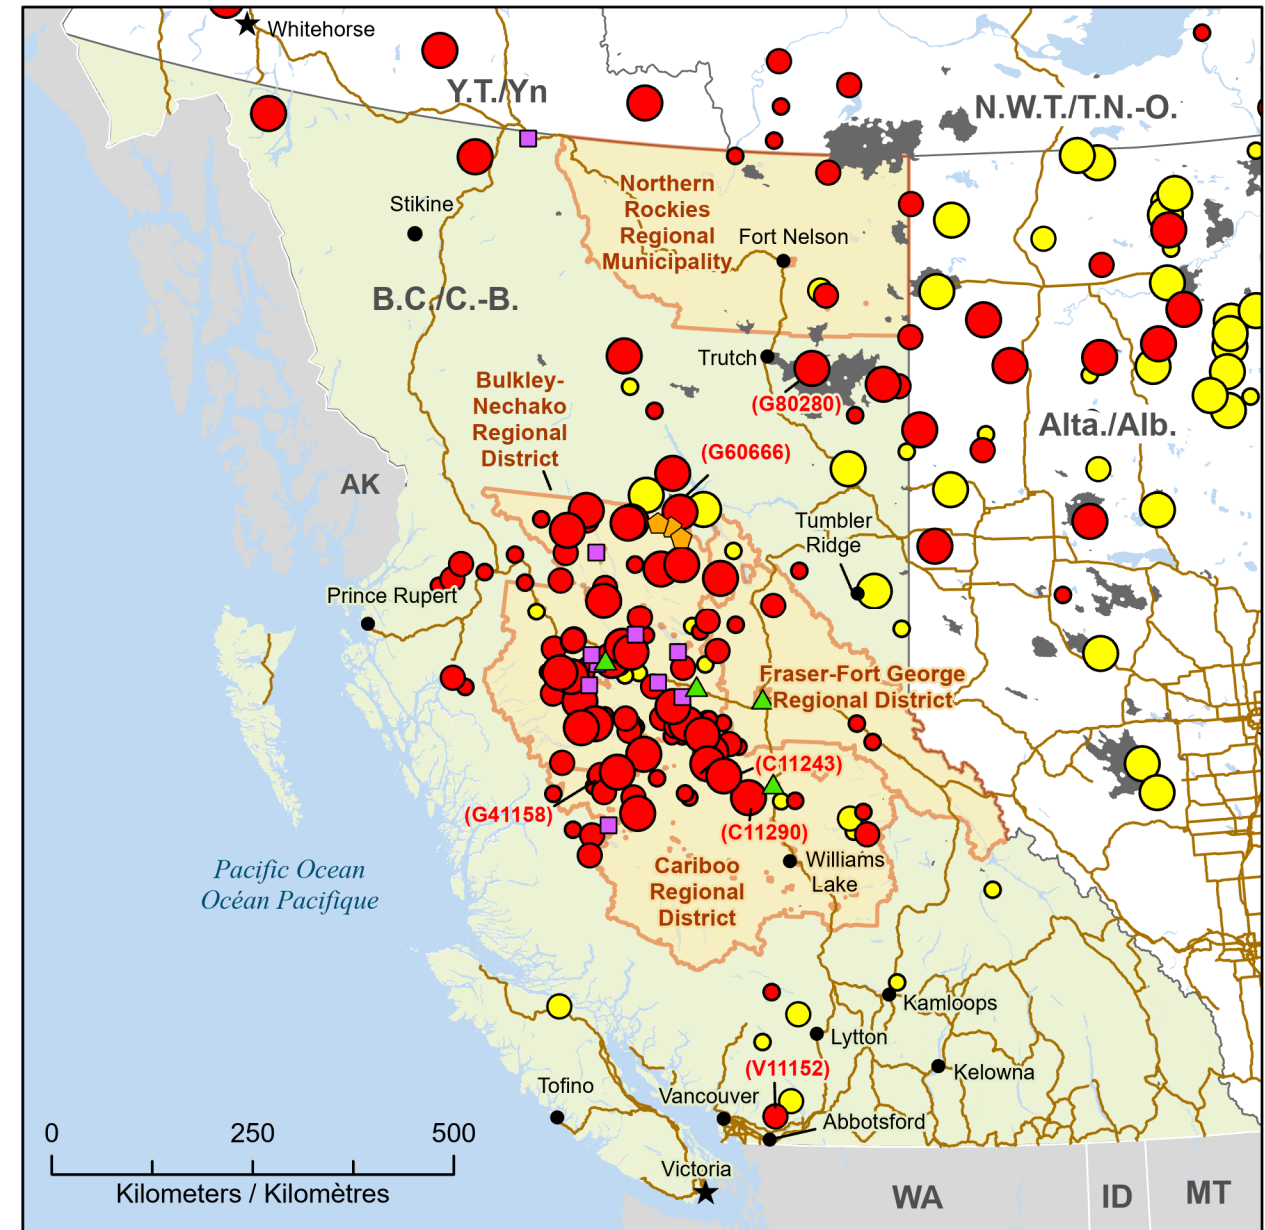 Whitehorse
Y.T./Yn
N.W.T./T.N.-O.
Northern
Rockies
Regional
Municipality
Stikine
Fort Nelson
B.C./C.-B.
Trutch
Bulkley-
Nechako
Regional
District
(G80280)
Alta./Alb.
(G60666)
AK
Tumbler
Ridge
Prince Rupert
Fraser-Fort George
Regional District
(C11243)
(G41158)
(C11290)
Cariboo
Regional
District
Williams
Lake
Pacific Ocean
Océan Pacifique
Kamloops
Lytton
(V11152)
Kelowna
Tofino
Vancouver
Abbotsford
0 250 500
Kilometers / Kilomètres
Victoria
WA
ID
MT